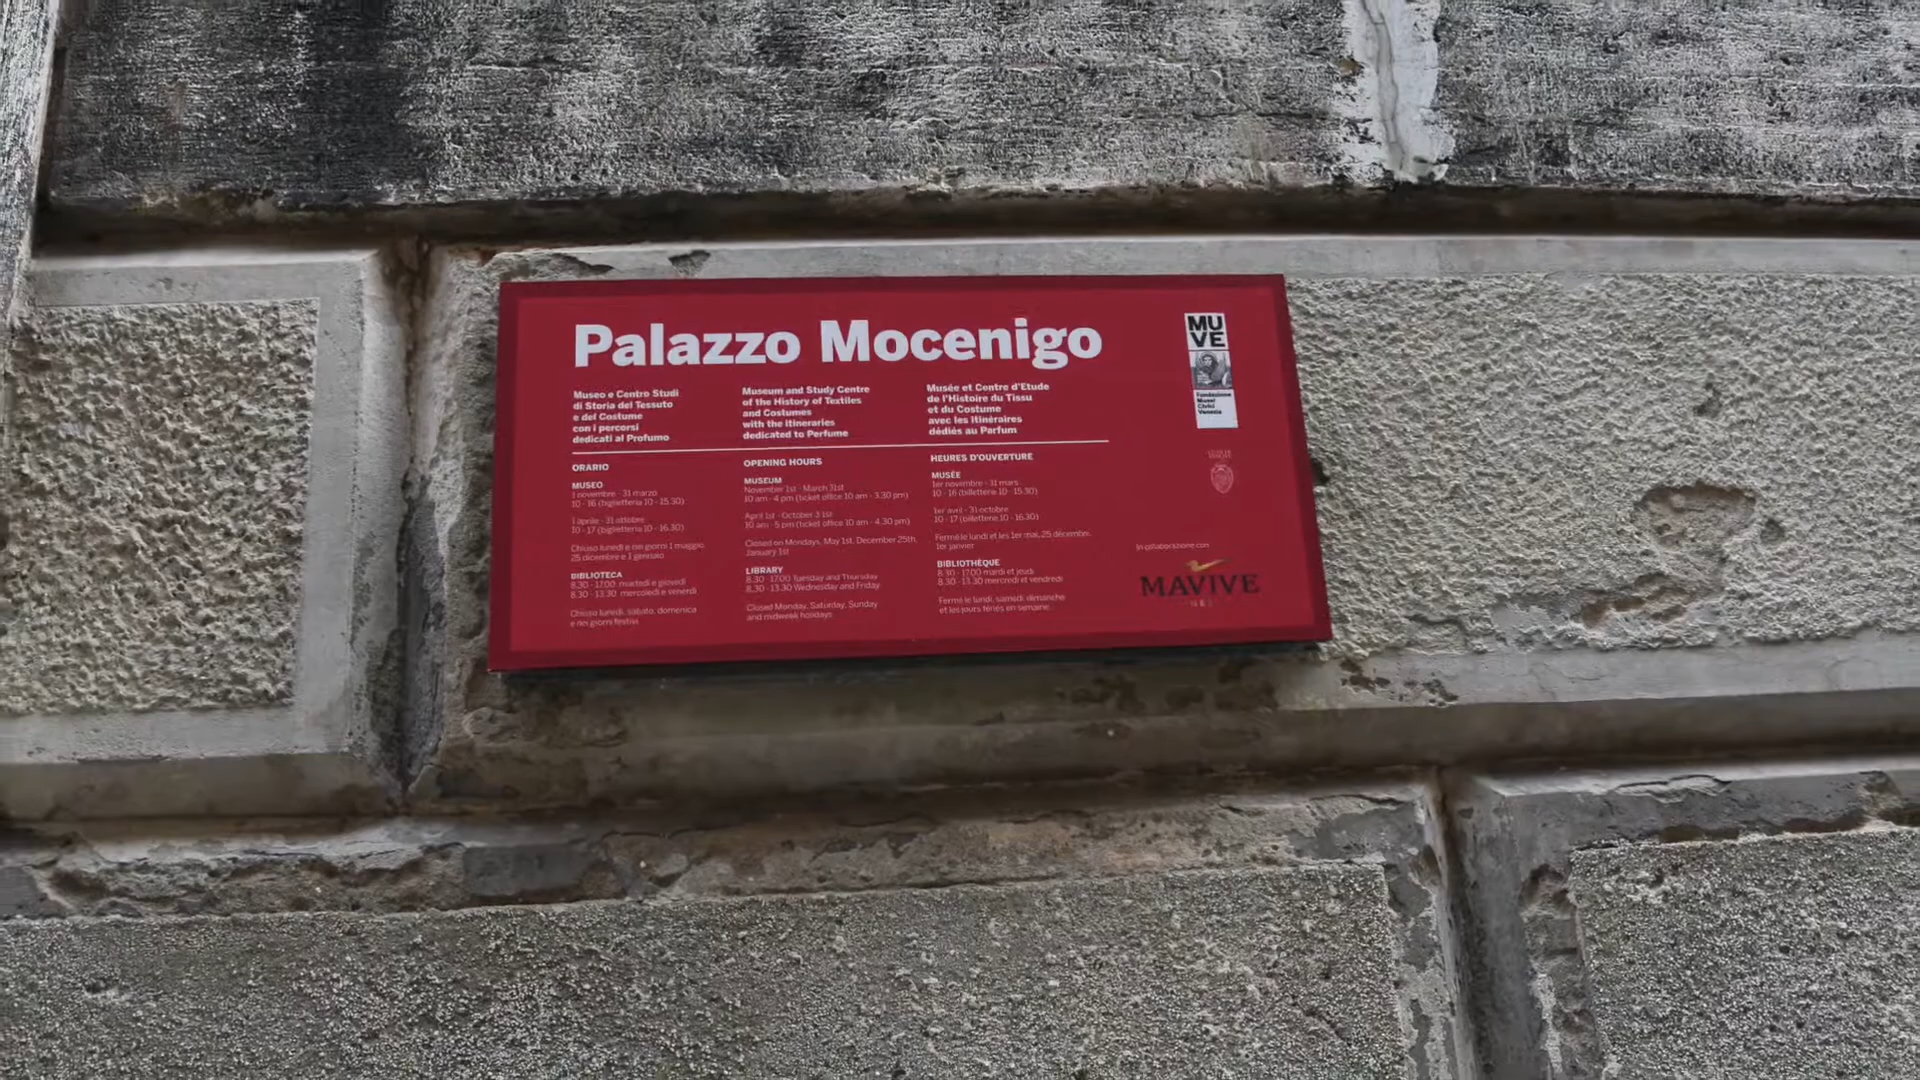 Palazzo Mocenigo
Museo e Centro Studi
di Storia del Tessuto
e del Costume
con i percorsi
dedicati al Profumo
Museum and Study Centre
of the History of Textiles
and Costumes
with the Itineraries
dedicated to Perfume
Musée et Centre d'Etude
de l'Histoire du Tissu
et du Costume
avec les Itinéraires
dédiés au Parfum
ORARIO
MUSEO
1 novembre - 31 marzo
10 - 16 (biglietteria 10 - 15.30)
1 aprile - 31 ottobre
10 - 17 (biglietteria 10 - 16.30)
Chiuso lunedì e nei giorni 1 maggio,
25 dicembre e 1 gennaio
BIBLIOTECA
8.30 - 17.00 martedì e giovedì
8.30 - 13.30 mercoledì e venerdì
Chiuso lunedì, sabato, domenica
e nei giorni festivi
OPENING HOURS
MUSEUM
November 1st - March 31st
10 am - 4 pm (ticket office 10 am - 3.30 pm)
April 1st - October 31st
10 am - 5 pm (ticket office 10 am - 4.30 pm)
Closed on Mondays, May 1st, December 25th,
January 1st
LIBRARY
8.30 - 17.00 Tuesday and Thursday
8.30 - 13.30 Wednesday and Friday
Closed Monday, Saturday, Sunday
and midweek holidays
HEURES D'OUVERTURE
MUSÉE
1er novembre - 31 mars
10 - 16 (billetterie 10 - 15.30)
1er avril - 31 octobre
10 - 17 (billetterie 10 - 16.30)
Fermé le lundi et les 1er mai, 25 décembre,
1er janvier
BIBLIOTHÈQUE
8.30 - 17.00 mardi et jeudi
8.30 - 13.30 mercredi et vendredi
Fermé le lundi, samedi, dimanche
et les jours fériés en semaine
MU
VE
Fondazione
Musei
Civici
Venezia
In collaborazione con
MAVIVE